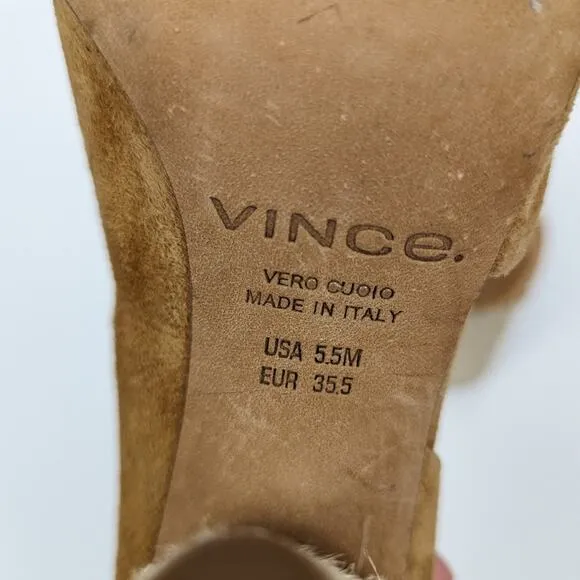 VINCe.
VERO CUOIO
MADE IN ITALY
USA 5.5M
EUR 35.5